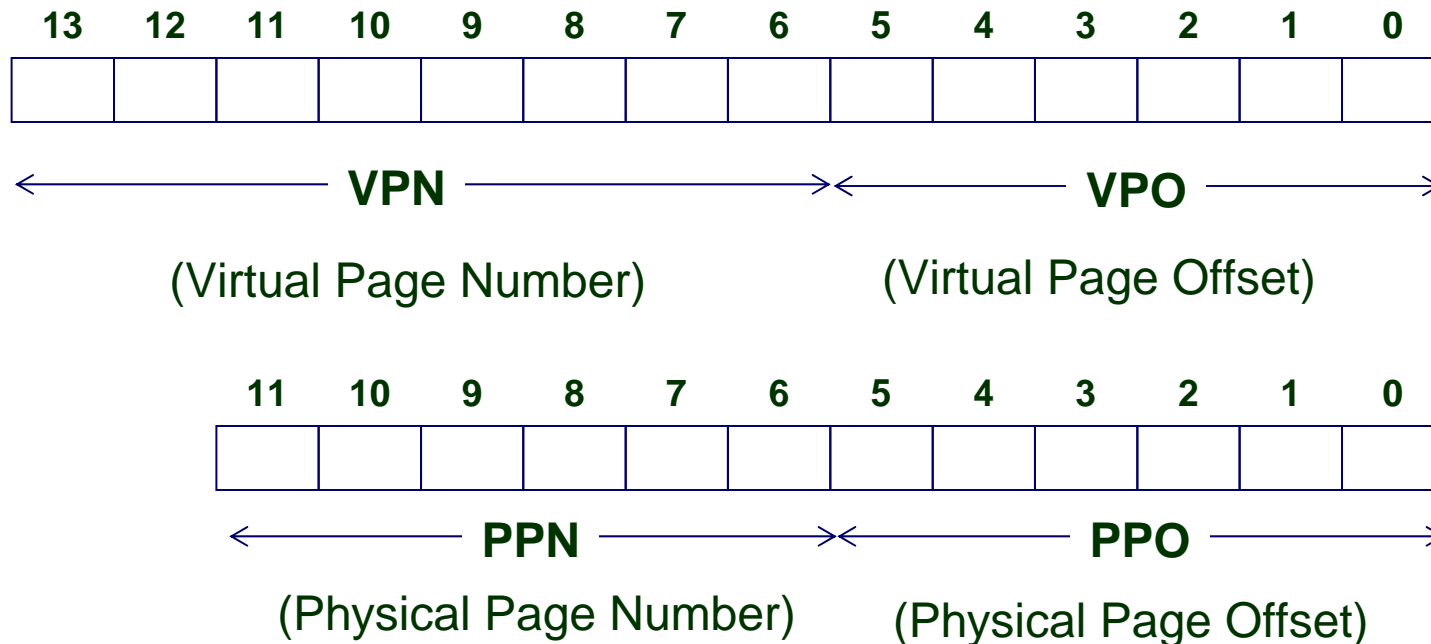 13 12 11 10 9 8 7 6 5 4 3 2 1 0
VPN VPO
(Virtual Page Number) (Virtual Page Offset)
11 10 9 8 7 6 5 4 3 2 1 0
PPN PPO
(Physical Page Number) (Physical Page Offset)